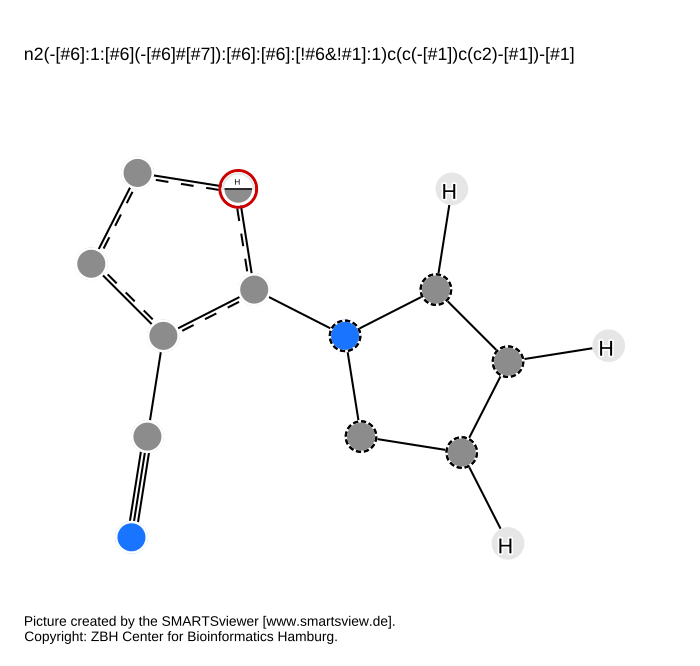 n2(-[#6]:1:[#6](-[#6]#[#7]):[#6]:[#6]:[!#6&!#1]:1)c(c(-[#1])c(c2)-[#1])-[#1]
H
H
H
H
Picture created by the SMARTSviewer [www.smartsview.de].
Copyright: ZBH Center for Bioinformatics Hamburg.